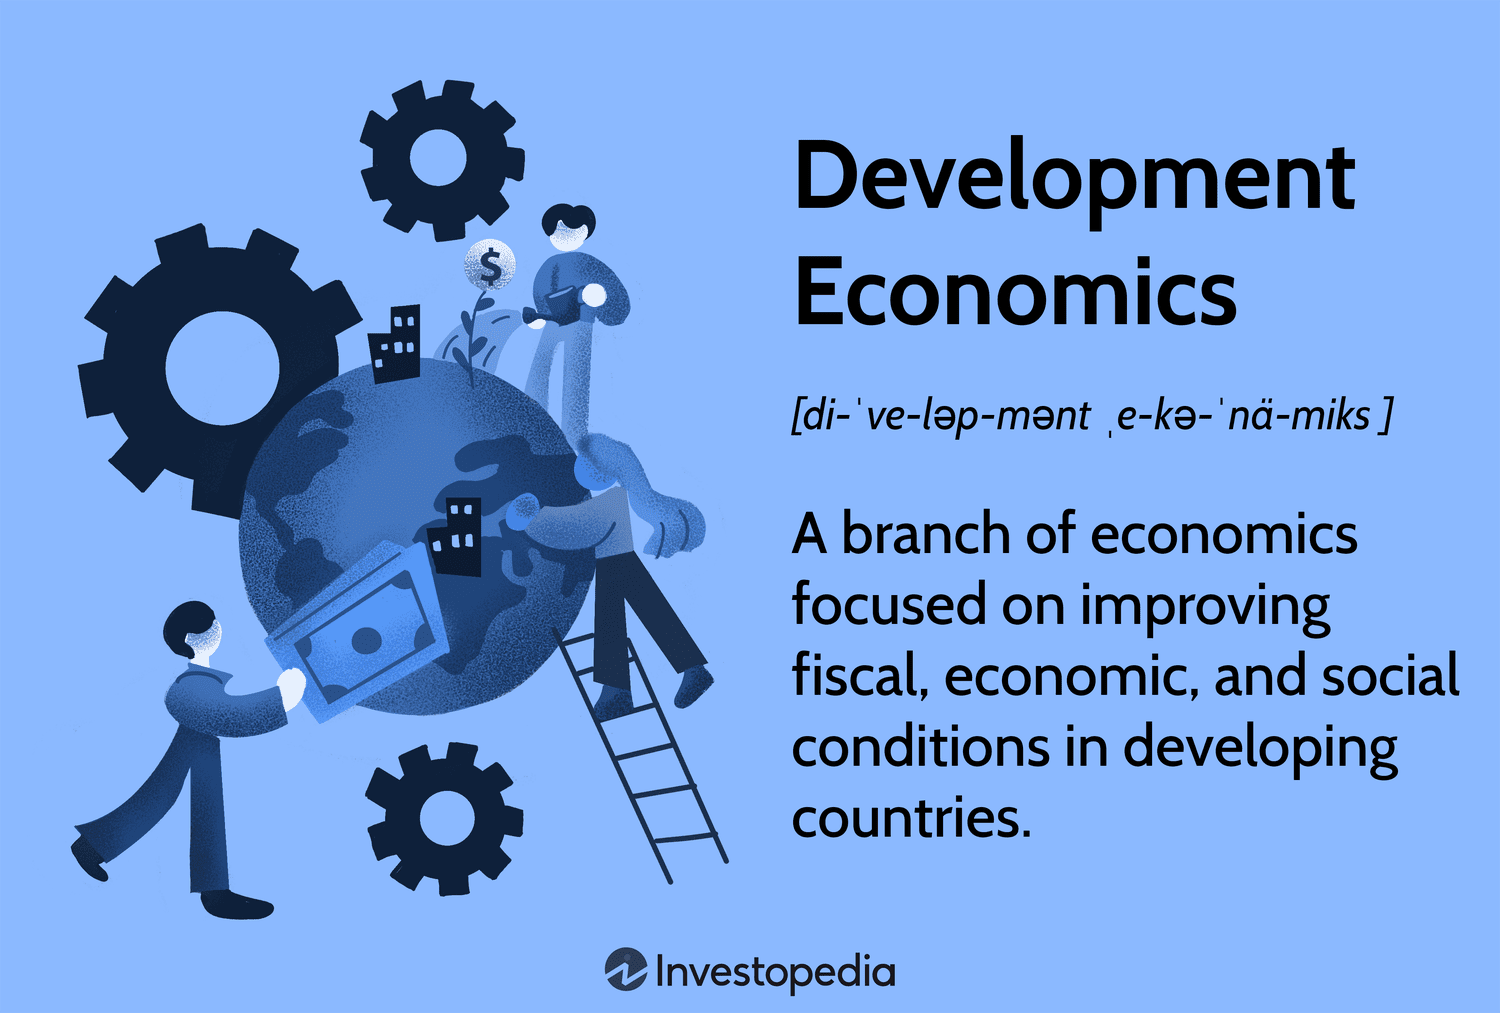 Development
Economics
[di-ˈve-ləp-mənt ˌe-kə-ˈnä-miks ]
A branch of economics
focused on improving
fiscal, economic, and social
conditions in developing
countries.
$
Investopedia